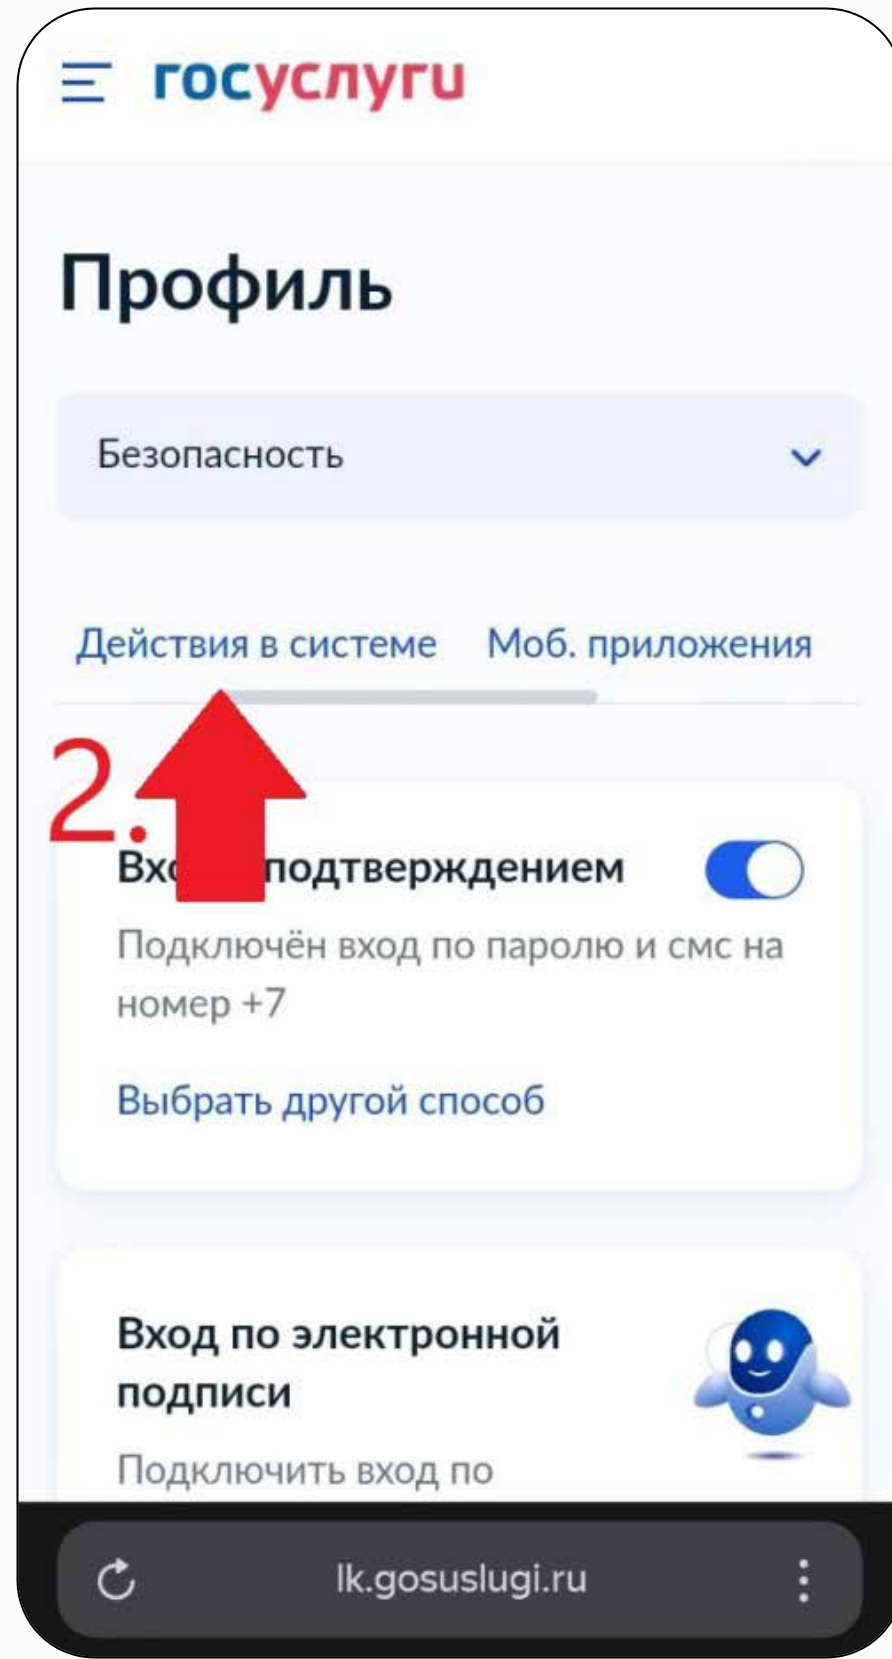 госуслуги
Профиль
Безопасность
Действия в системе Моб. приложения
2.
Вхо подтверждением
Подключён вход по паролю и смс на
номер +7
Выбрать другой способ
Вход по электронной
подписи
Подключить вход по
lk.gosuslugi.ru